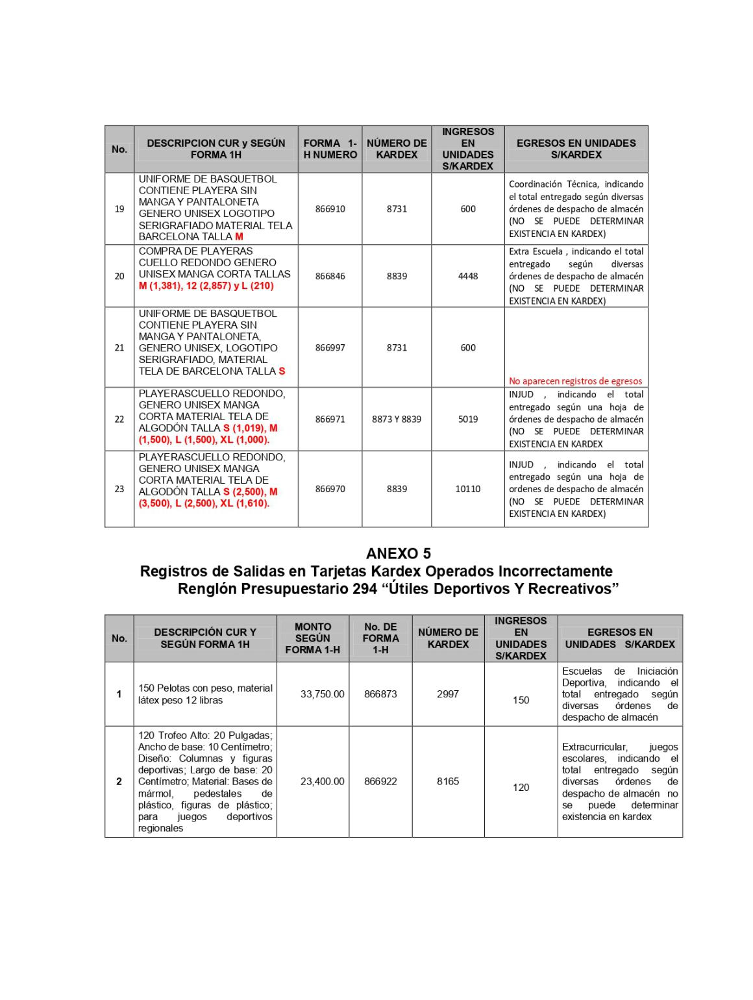 No.
DESCRIPCION CUR y SEGÚN
FORMA 1H
FORMA 1-
H NUMERO
NÚMERO DE
KARDEX
INGRESOS
EN
UNIDADES
S/KARDEX
EGRESOS EN UNIDADES
S/KARDEX
19
UNIFORME DE BASQUETBOL
CONTIENE PLAYERA SIN
MANGA Y PANTALONETA
GENERO UNISEX LOGOTIPO
SERIGRAFIADO MATERIAL TELA
BARCELONA TALLA M
866910
8731
600
Coordinación Técnica, indicando
el total entregado según diversas
órdenes de despacho de almacén
(NO SE PUEDE DETERMINAR
EXISTENCIA EN KARDEX)
20
COMPRA DE PLAYERAS
CUELLO REDONDO GENERO
UNISEX MANGA CORTA TALLAS
M (1,381), 12 (2,857) y L (210)
866846
8839
4448
Extra Escuela , indicando el total
entregado según diversas
órdenes de despacho de almacén
(NO SE PUEDE DETERMINAR
EXISTENCIA EN KARDEX)
21
UNIFORME DE BASQUETBOL
CONTIENE PLAYERA SIN
MANGA Y PANTALONETA,
GENERO UNISEX, LOGOTIPO
SERIGRAFIADO, MATERIAL
TELA DE BARCELONA TALLA S
866997
8731
600
No aparecen registros de egresos
22
PLAYERASCUELLO REDONDO,
GENERO UNISEX MANGA
CORTA MATERIAL TELA DE
ALGODÓN TALLA S (1,019), M
(1,500), L (1,500), XL (1,000).
866971
8873 Y 8839
5019
INJUD , indicando el total
entregado según una hoja de
órdenes de despacho de almacén
(NO SE PUEDE DETERMINAR
EXISTENCIA EN KARDEX
23
PLAYERASCUELLO REDONDO,
GENERO UNISEX MANGA
CORTA MATERIAL TELA DE
ALGODÓN TALLA S (2,500), M
(3,500), L (2,500), XL (1,610).
866970
8839
10110
INJUD , indicando el total
entregado según una hoja de
ordenes de despacho de almacén
(NO SE PUEDE DETERMINAR
EXISTENCIA EN KARDEX)
ANEXO 5
Registros de Salidas en Tarjetas Kardex Operados Incorrectamente
Renglón Presupuestario 294 “Útiles Deportivos Y Recreativos”
No.
DESCRIPCIÓN CUR Y
SEGÚN FORMA 1H
MONTO
SEGÚN
FORMA 1-H
No. DE
FORMA
1-H
NÚMERO DE
KARDEX
INGRESOS
EN
UNIDADES
S/KARDEX
EGRESOS EN
UNIDADES S/KARDEX
1
150 Pelotas con peso, material
látex peso 12 libras
33,750.00
866873
2997
150
Escuelas de Iniciación
Deportiva, indicando el
total entregado según
diversas órdenes de
despacho de almacén
2
120 Trofeo Alto: 20 Pulgadas;
Ancho de base: 10 Centímetro;
Diseño: Columnas y figuras
deportivas; Largo de base: 20
Centímetro; Material: Bases de
mármol, pedestales de
plástico, figuras de plástico;
para juegos deportivos
regionales
23,400.00
866922
8165
120
Extracurricular, juegos
escolares, indicando el
total entregado según
diversas órdenes de
despacho de almacén no
se puede determinar
existencia en kardex